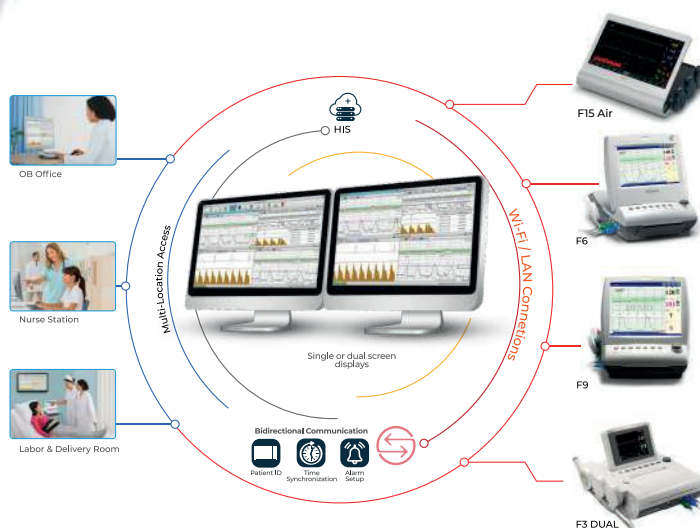 HIS
F15 Air
OB Office
F6
Multi-Location Access
Wi-Fi / LAN Connetions
Nurse Station
Single or dual screen
displays
F9
Labor & Delivery Room
Bidirectional Communication
Patient ID
Time
Synchronization
Alarm
Setup
F3 DUAL